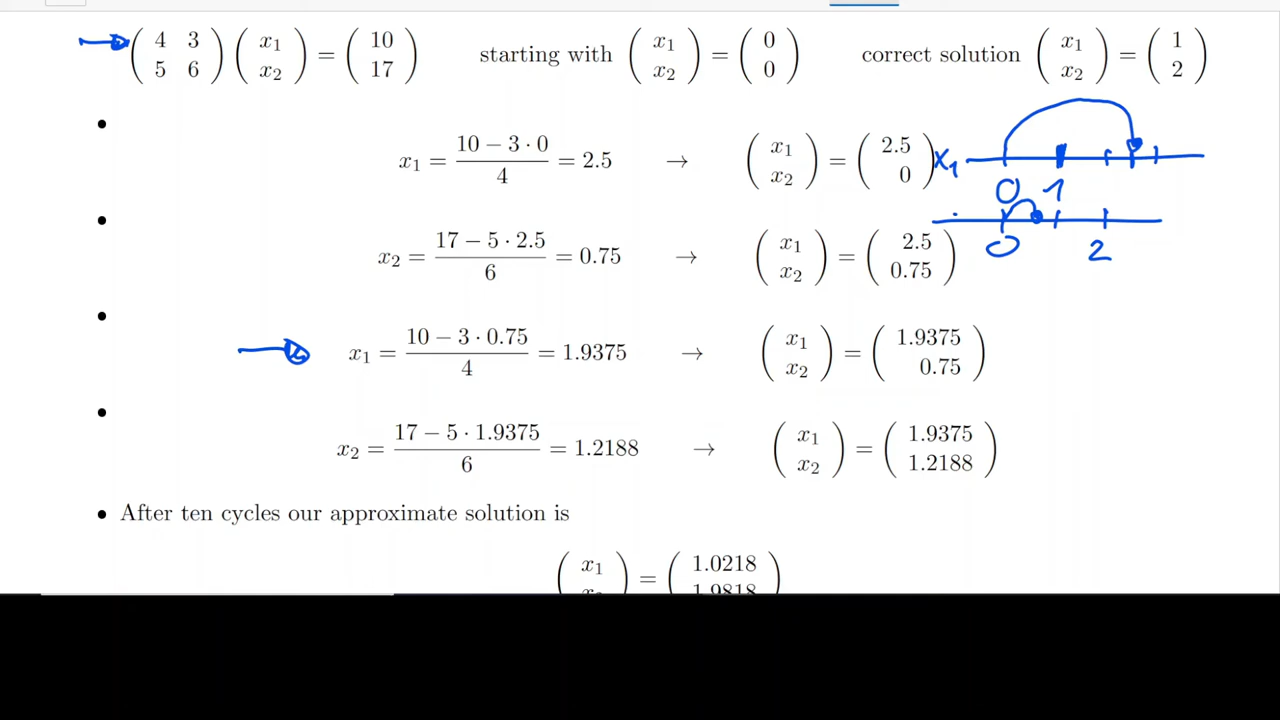 ( 4 3 ) ( x₁ ) = ( 10 ) starting with ( x₁ ) = ( 0 ) correct solution ( x₁ ) = ( 1 )
( 5 6 ) ( x₂ ) ( 17 ) ( x₂ ) ( 0 ) ( x₂ ) ( 2 )
•
x₁ = (10 − 3 · 0)/4 = 2.5 → ( x₁ ) = ( 2.5 ) x₁
( x₂ ) ( 0 )
0 1
•
x₂ = (17 − 5 · 2.5)/6 = 0.75 → ( x₁ ) = ( 2.5 )
( x₂ ) ( 0.75 )
0 2
•
x₁ = (10 − 3 · 0.75)/4 = 1.9375 → ( x₁ ) = ( 1.9375 )
( x₂ ) ( 0.75 )
•
x₂ = (17 − 5 · 1.9375)/6 = 1.2188 → ( x₁ ) = ( 1.9375 )
( x₂ ) ( 1.2188 )
• After ten cycles our approximate solution is
( x₁ ) = ( 1.0218 )
1.9818